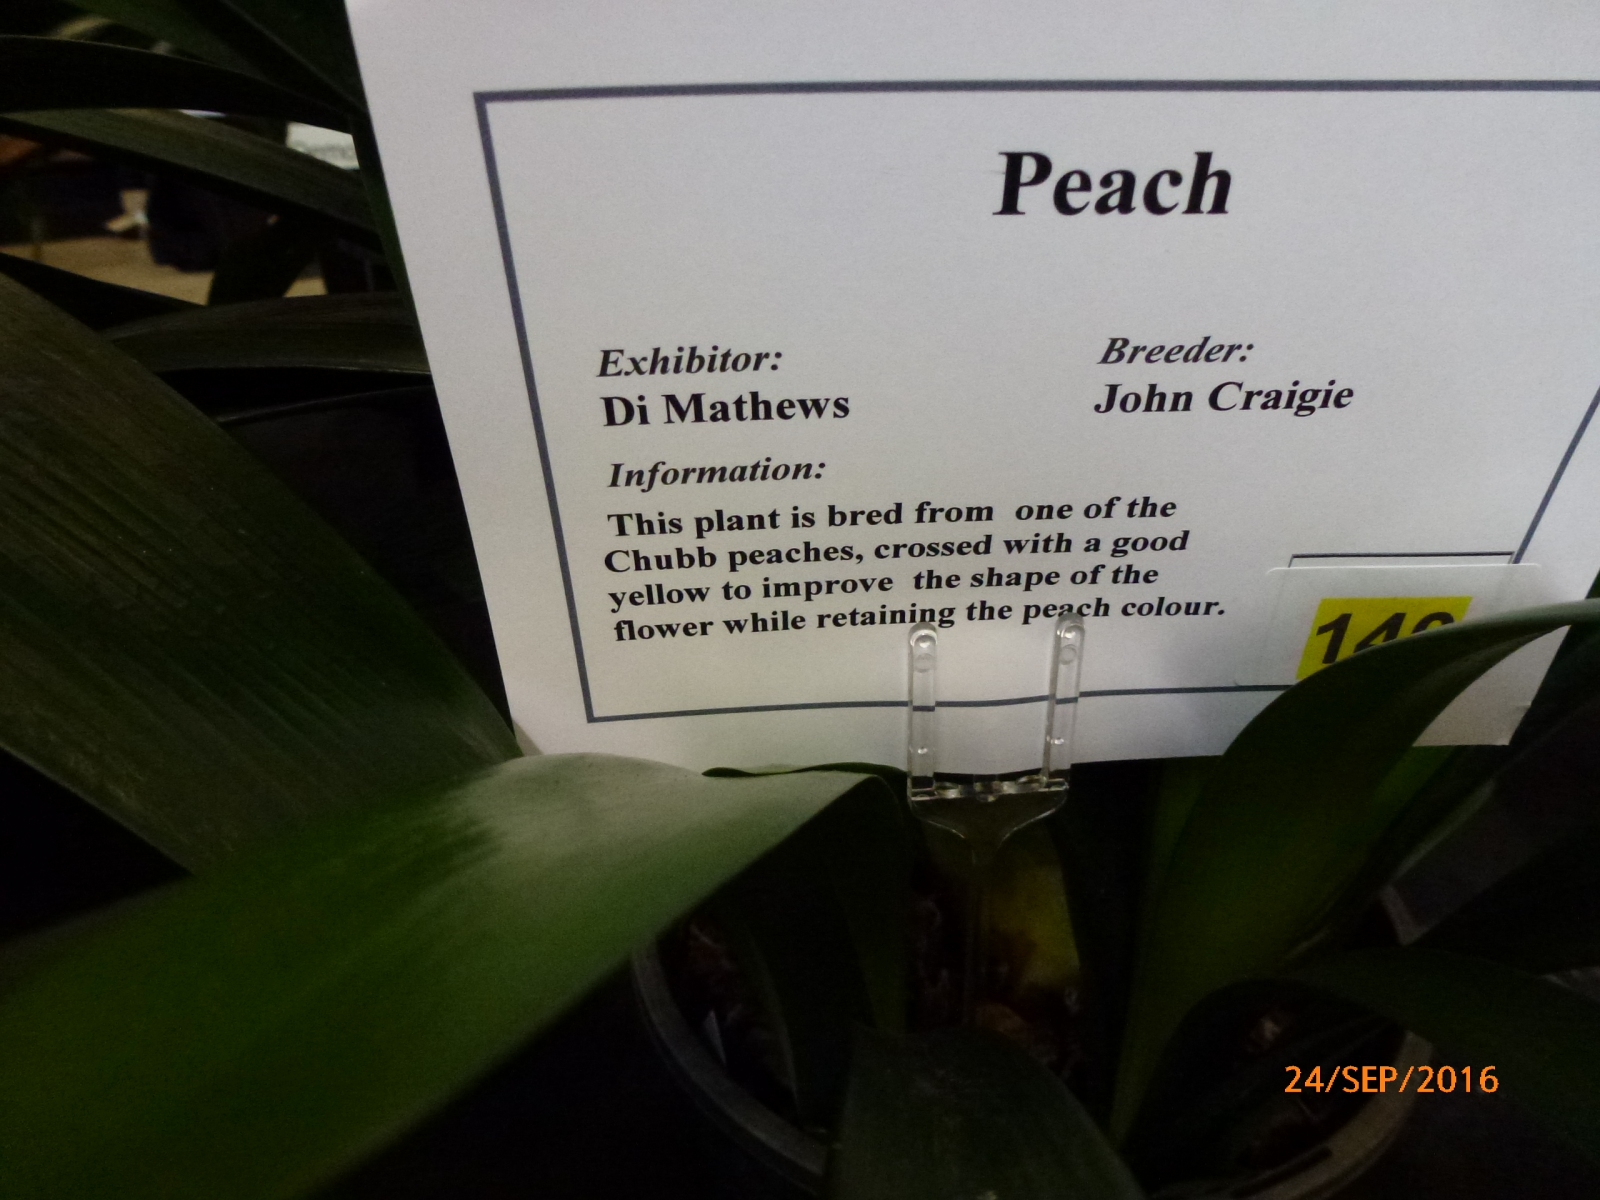 Peach
Exhibitor:
Di Mathews
Breeder:
John Craigie
Information:
This plant is bred from one of the
Chubb peaches, crossed with a good
yellow to improve the shape of the
flower while retaining the peach colour.
24/SEP/2016